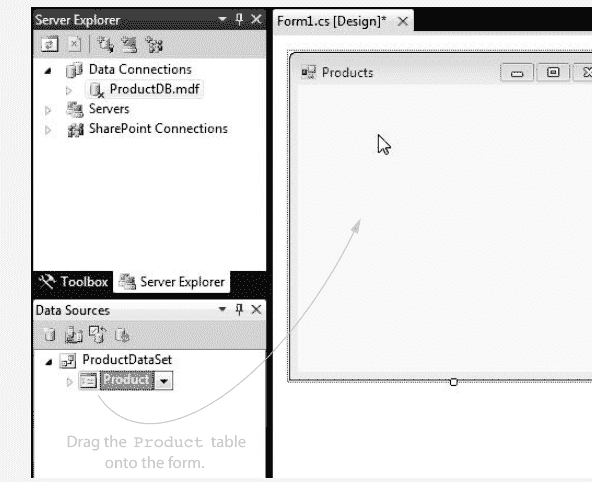 Server Explorer
Data Connections
ProductDB.mdf
Servers
SharePoint Connections
Toolbox
Server Explorer
Data Sources
ProductDataSet
Product
Drag the Product table
onto the form.
Form1.cs [Design]*
Products